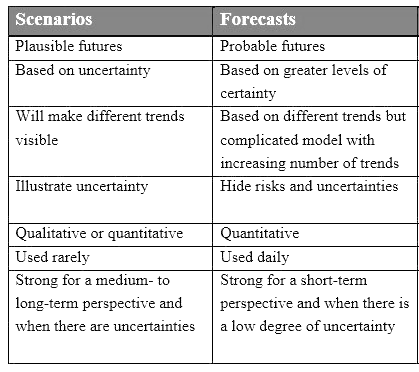 Scenarios Forecasts
Plausible futures Probable futures
Based on uncertainty Based on greater levels of
certainty
Will make different trends Based on different trends but
visible complicated model with
increasing number of trends
Illustrate uncertainty Hide risks and uncertainties
Qualitative or quantitative Quantitative
Used rarely Used daily
Strong for a medium- to Strong for a short-term
long-term perspective and perspective and when there is
when there are uncertainties a low degree of uncertainty